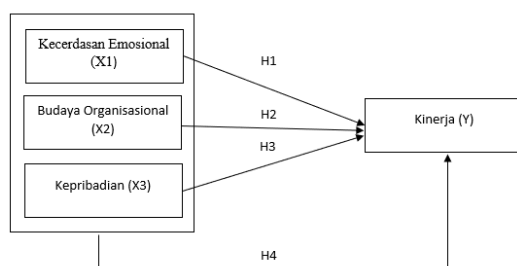 Kecerdasan Emosional
(X1)
H1
Budaya Organisasional
(X2)
H2
Kinerja (Y)
H3
Kepribadian (X3)
H4